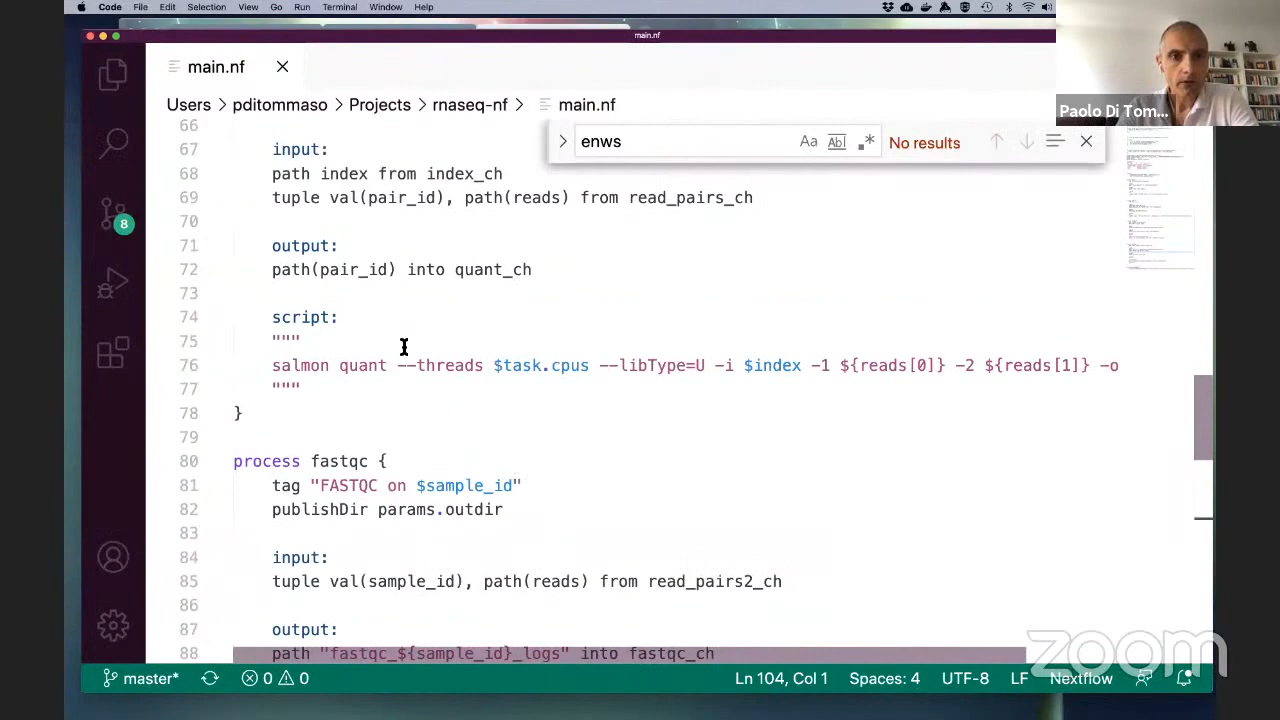 Code File Edit Selection View Go Run Terminal Window Help
main.nf
main.nf
Users > pditommaso > Projects > rnaseq-nf > main.nf
Paolo Di Tom...
enws
Aa Ab .* No results
66
67 input:
68 path index from index_ch
69 tuple val(pair_id), path(reads) from read_pairs_ch
70
71 output:
72 path(pair_id) into quant_ch
73
74 script:
75 """
76 salmon quant --threads $task.cpus --libType=U -i $index -1 ${reads[0]} -2 ${reads[1]} -o
77 """
78 }
79
80 process fastqc {
81 tag "FASTQC on $sample_id"
82 publishDir params.outdir
83
84 input:
85 tuple val(sample_id), path(reads) from read_pairs2_ch
86
87 output:
88 path "fastqc_${sample_id}_logs" into fastqc_ch
8
zoom
master* 0 0 Ln 104, Col 1 Spaces: 4 UTF-8 LF Nextflow